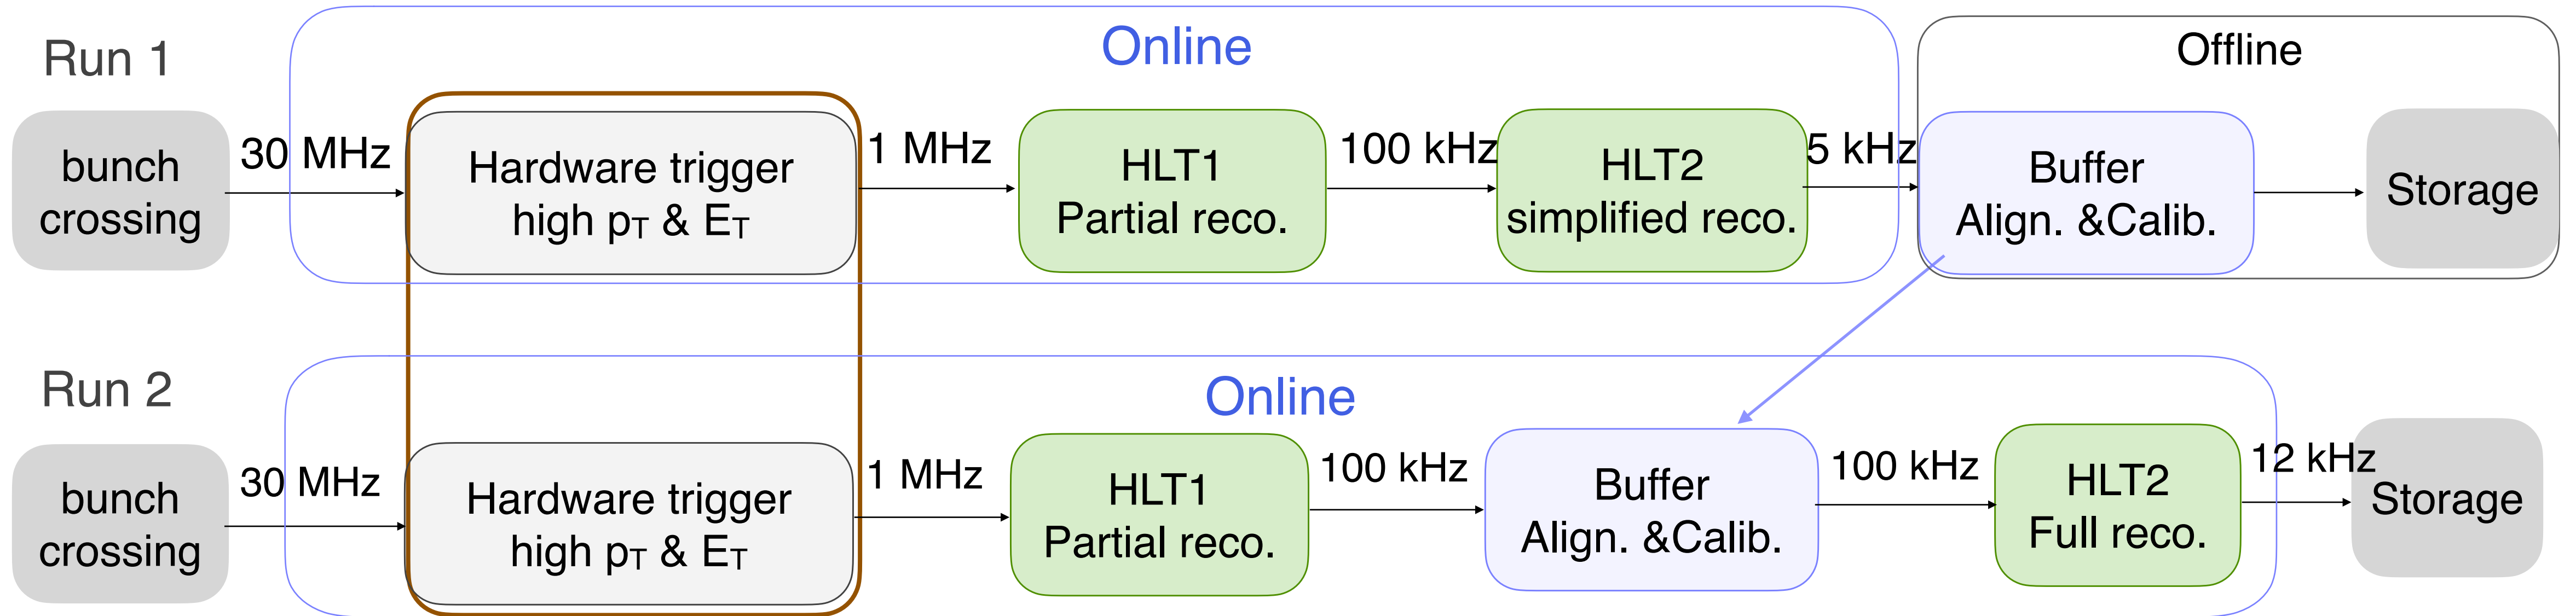 Run 1
Online
Offline
bunch
crossing
30 MHz
Hardware trigger
high pT & ET
1 MHz
HLT1
Partial reco.
100 kHz
HLT2
simplified reco.
5 kHz
Buffer
Align. &Calib.
Storage
Run 2
Online
bunch
crossing
30 MHz
Hardware trigger
high pT & ET
1 MHz
HLT1
Partial reco.
100 kHz
Buffer
Align. &Calib.
100 kHz
HLT2
Full reco.
12 kHz
Storage